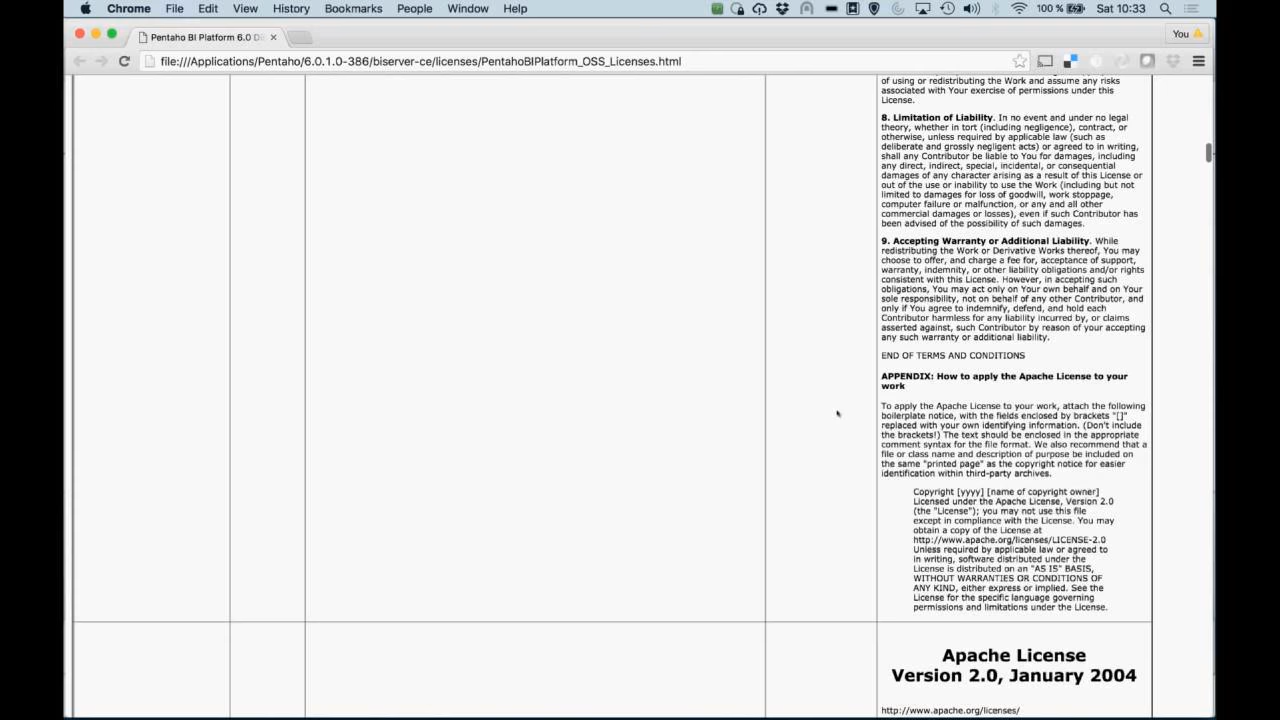 Chrome File Edit View History Bookmarks People Window Help 100 % Sat 10:33
Pentaho BI Platform 6.0 Di
You
file:///Applications/Pentaho/6.0.1.0-386/biserver-ce/licenses/PentahoBIPlatform_OSS_Licenses.html
of using or redistributing the Work and assume any risks
associated with Your exercise of permissions under this
License.
8. Limitation of Liability. In no event and under no legal
theory, whether in tort (including negligence), contract, or
otherwise, unless required by applicable law (such as
deliberate and grossly negligent acts) or agreed to in writing,
shall any Contributor be liable to You for damages, including
any direct, indirect, special, incidental, or consequential
damages of any character arising as a result of this License or
out of the use or inability to use the Work (including but not
limited to damages for loss of goodwill, work stoppage,
computer failure or malfunction, or any and all other
commercial damages or losses), even if such Contributor has
been advised of the possibility of such damages.
9. Accepting Warranty or Additional Liability. While
redistributing the Work or Derivative Works thereof, You may
choose to offer, and charge a fee for, acceptance of support,
warranty, indemnity, or other liability obligations and/or rights
consistent with this License. However, in accepting such
obligations, You may act only on Your own behalf and on Your
sole responsibility, not on behalf of any other Contributor, and
only if You agree to indemnify, defend, and hold each
Contributor harmless for any liability incurred by, or claims
asserted against, such Contributor by reason of your accepting
any such warranty or additional liability.
END OF TERMS AND CONDITIONS
APPENDIX: How to apply the Apache License to your
work
To apply the Apache License to your work, attach the following
boilerplate notice, with the fields enclosed by brackets "[]"
replaced with your own identifying information. (Don't include
the brackets!) The text should be enclosed in the appropriate
comment syntax for the file format. We also recommend that a
file or class name and description of purpose be included on
the same "printed page" as the copyright notice for easier
identification within third-party archives.
Copyright [yyyy] [name of copyright owner]
Licensed under the Apache License, Version 2.0
(the "License"); you may not use this file
except in compliance with the License. You may
obtain a copy of the License at
http://www.apache.org/licenses/LICENSE-2.0
Unless required by applicable law or agreed to
in writing, software distributed under the
License is distributed on an "AS IS" BASIS,
WITHOUT WARRANTIES OR CONDITIONS OF
ANY KIND, either express or implied. See the
License for the specific language governing
permissions and limitations under the License.
Apache License
Version 2.0, January 2004
http://www.apache.org/licenses/